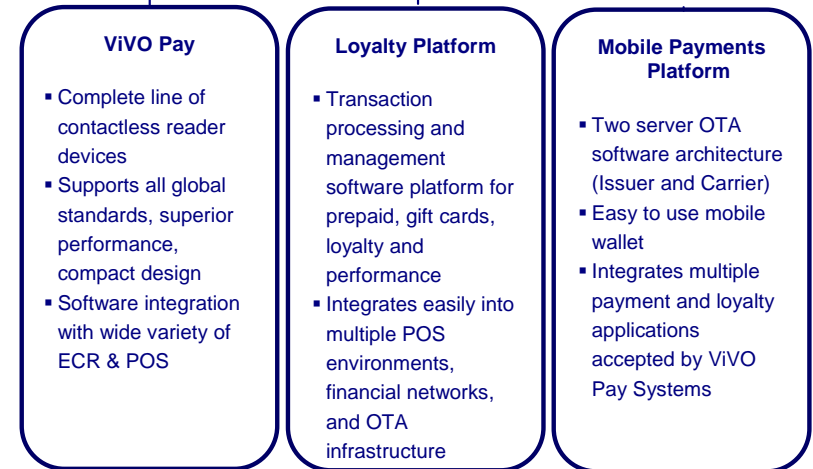 ViVO Pay
▪ Complete line of
contactless reader
devices
▪ Supports all global
standards, superior
performance,
compact design
▪ Software integration
with wide variety of
ECR & POS
Loyalty Platform
▪ Transaction
processing and
management
software platform for
prepaid, gift cards,
loyalty and
performance
▪ Integrates easily into
multiple POS
environments,
financial networks,
and OTA
infrastructure
Mobile Payments
Platform
▪ Two server OTA
software architecture
(Issuer and Carrier)
▪ Easy to use mobile
wallet
▪ Integrates multiple
payment and loyalty
applications
accepted by ViVO
Pay Systems